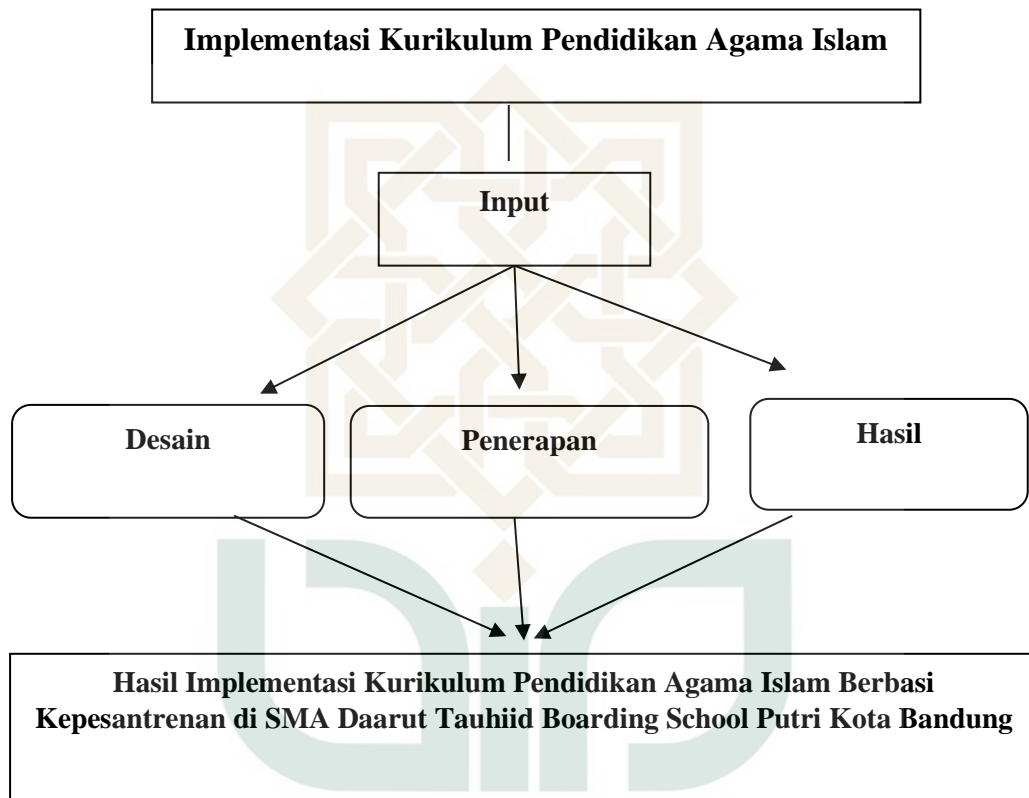 Implementasi Kurikulum Pendidikan Agama Islam
Input
Desain
Penerapan
Hasil
Hasil Implementasi Kurikulum Pendidikan Agama Islam Berbasi
Kepesantrenan di SMA Daarut Tauhiid Boarding School Putri Kota Bandung